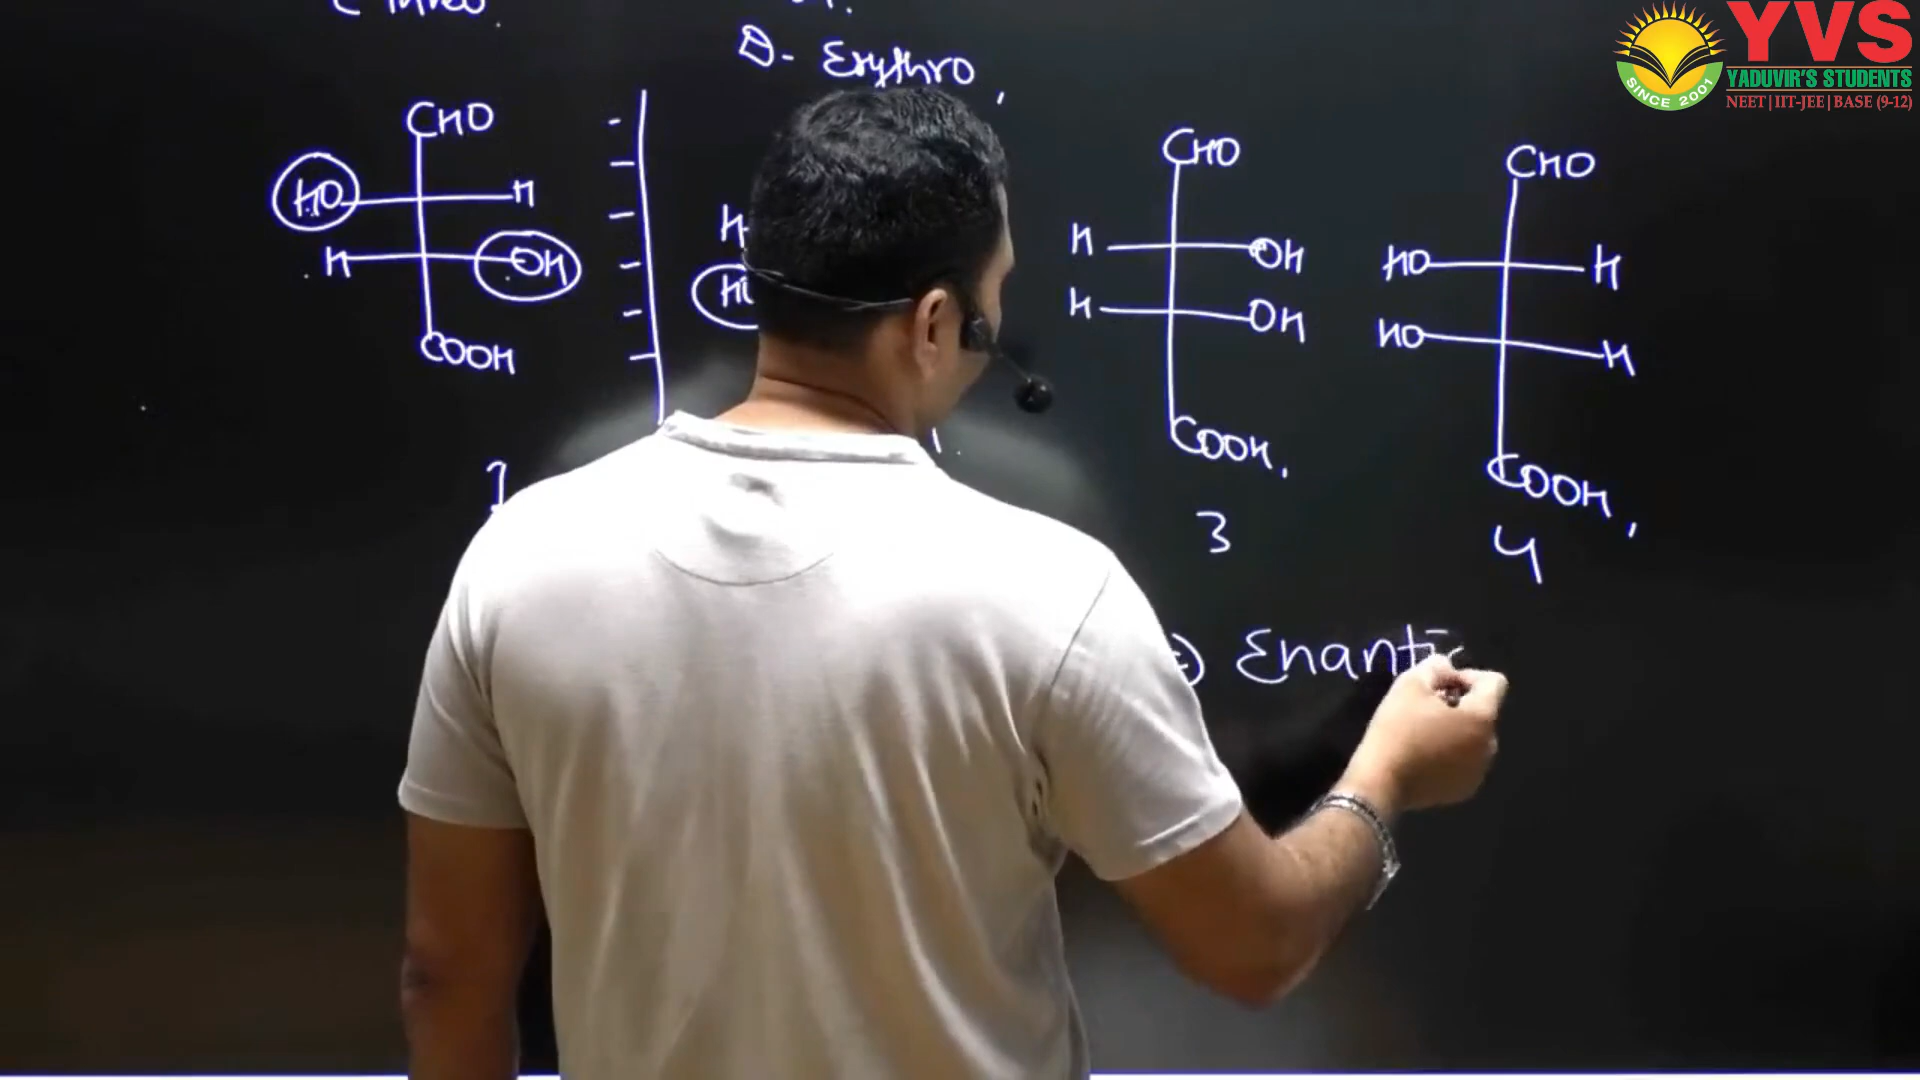 D- Erythro,
YVS
YADUVIR'S STUDENTS
SINCE 2001
NEET | IIT-JEE | BASE (9-12)
CHO
HO H
H OH
COOH
1
H
CHO
H OH
H OH
COOH,
3
CHO
HO H
HO H
COOH,
4
Enanti